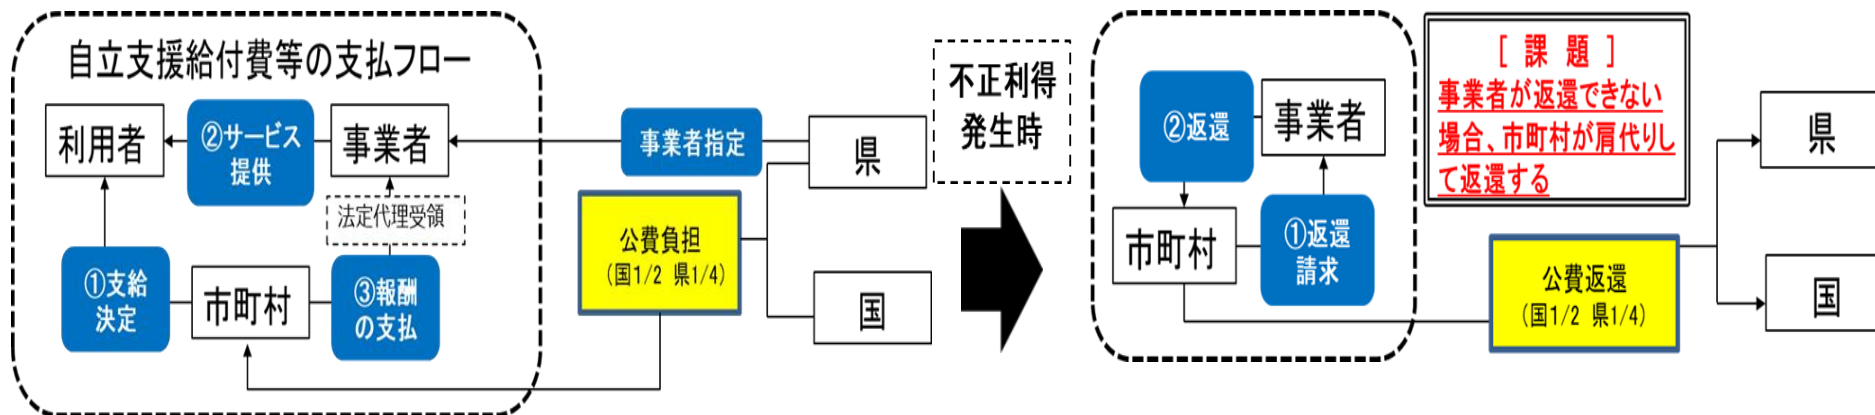 自立支援給付費等の支払フロー
利用者
②サービス
提供
事業者
事業者指定
県
法定代理受領
公費負担
（国1/2 県1/4）
①支給
決定
市町村
③報酬
の支払
国
不正利得
発生時
②返還
事業者
市町村
①返還
請求
[ 課 題 ]
事業者が返還できない
場合、市町村が肩代りし
て返還する
公費返還
（国1/2 県1/4）
県
国